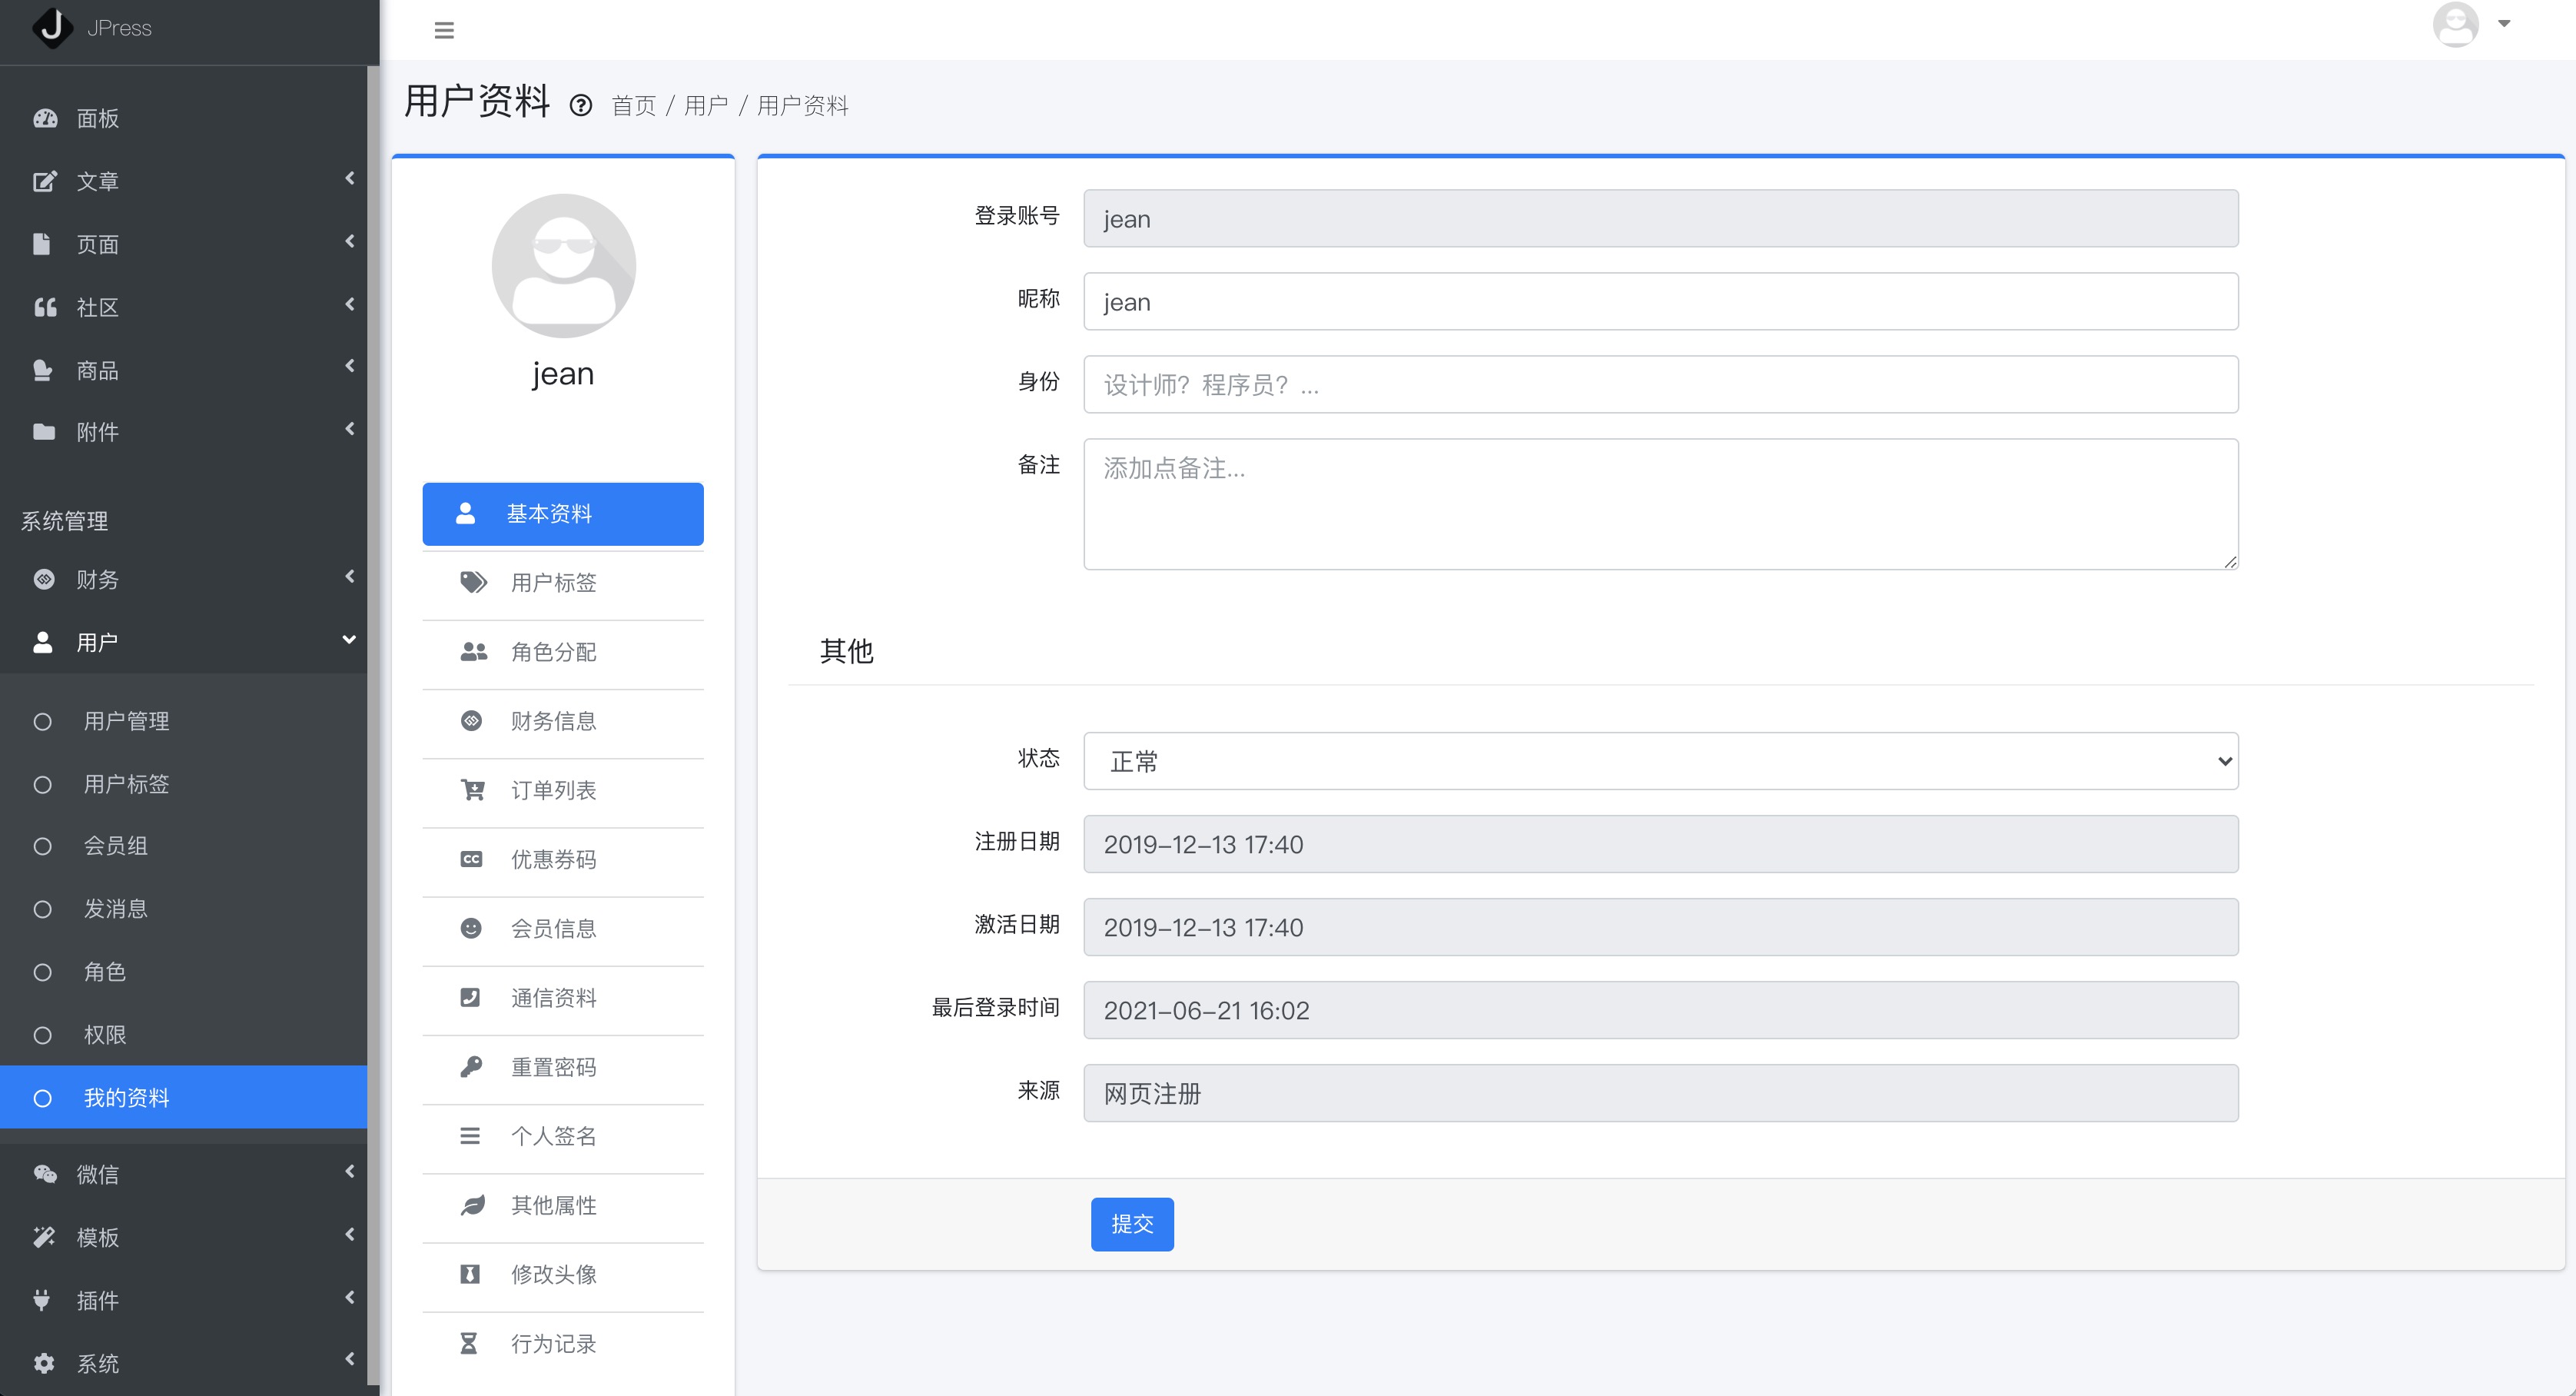 JPress
面板
文章
页面
社区
商品
附件
系统管理
财务
用户
用户管理
用户标签
会员组
发消息
角色
权限
我的资料
微信
模板
插件
系统
用户资料 首页 / 用户 / 用户资料
jean
基本资料
用户标签
角色分配
财务信息
订单列表
优惠券码
会员信息
通信资料
重置密码
个人签名
其他属性
修改头像
行为记录
登录账号 jean
昵称 jean
身份 设计师？程序员？...
备注 添加点备注...
其他
状态 正常
注册日期 2019-12-13 17:40
激活日期 2019-12-13 17:40
最后登录时间 2021-06-21 16:02
来源 网页注册
提交